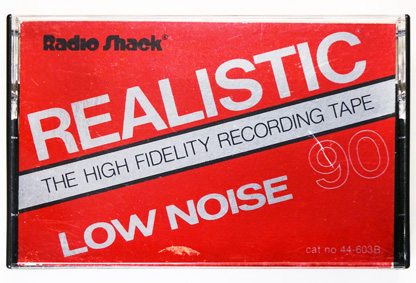 Radio Shack®
REALISTIC
THE HIGH FIDELITY RECORDING TAPE
90
LOW NOISE
cat no 44-603B